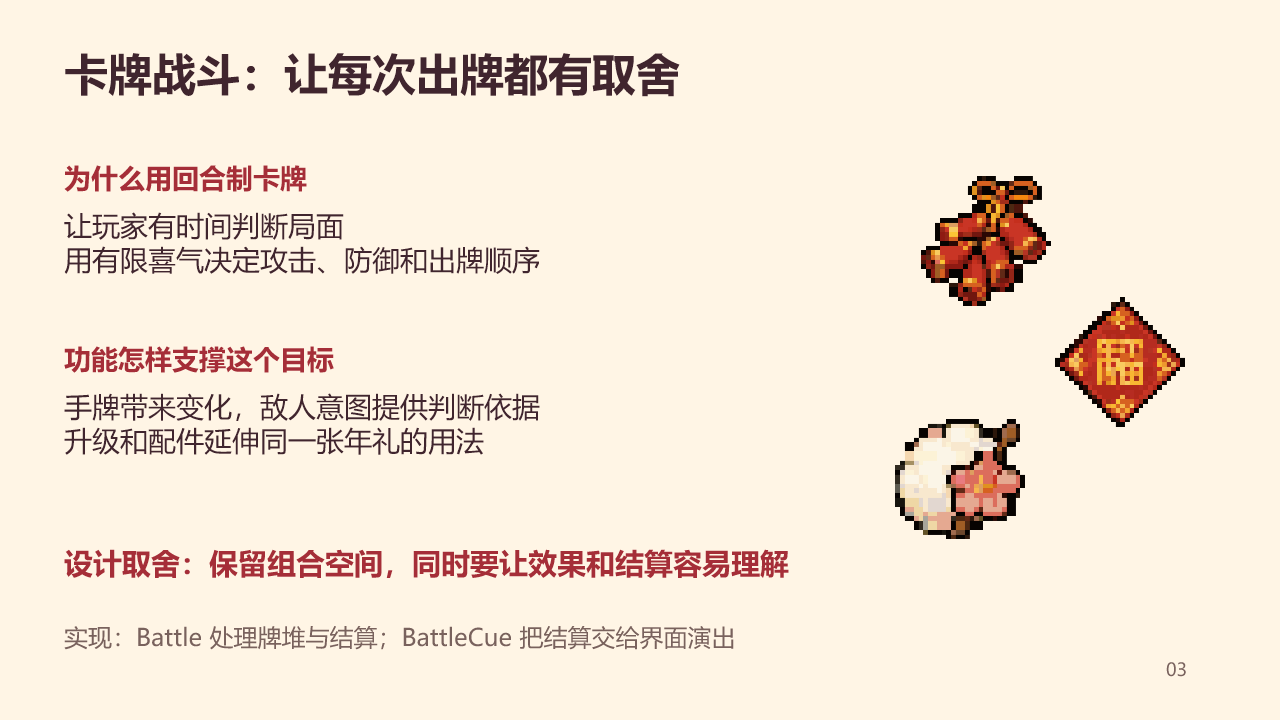 卡牌战斗：让每次出牌都有取舍
为什么用回合制卡牌
让玩家有时间判断局面
用有限喜气决定攻击、防御和出牌顺序
福
功能怎样支撑这个目标
手牌带来变化，敌人意图提供判断依据
升级和配件延伸同一张年礼的用法
设计取舍：保留组合空间，同时要让效果和结算容易理解
实现：Battle 处理牌堆与结算；BattleCue 把结算交给界面演出
03